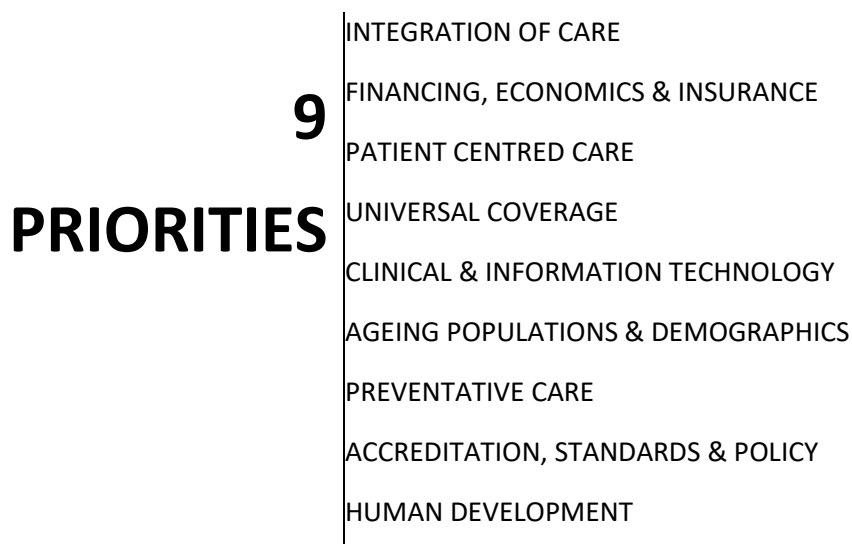 9
PRIORITIES
INTEGRATION OF CARE
FINANCING, ECONOMICS & INSURANCE
PATIENT CENTRED CARE
UNIVERSAL COVERAGE
CLINICAL & INFORMATION TECHNOLOGY
AGEING POPULATIONS & DEMOGRAPHICS
PREVENTATIVE CARE
ACCREDITATION, STANDARDS & POLICY
HUMAN DEVELOPMENT